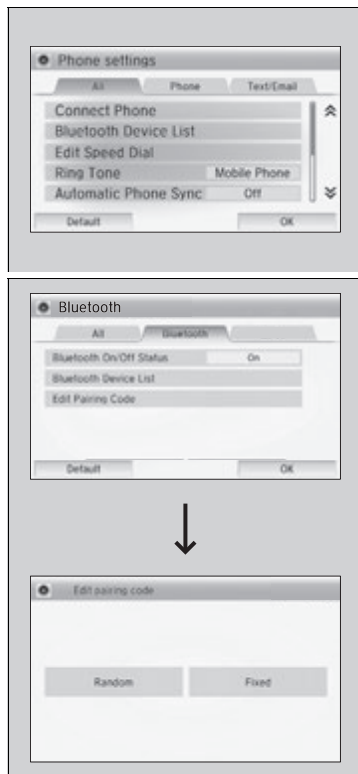 Phone settings
All Phone Text/Email
Connect Phone
Bluetooth Device List
Edit Speed Dial
Ring Tone Mobile Phone
Automatic Phone Sync Off
Default OK
Bluetooth
All Bluetooth
Bluetooth On/Off Status On
Bluetooth Device List
Edit Pairing Code
Default OK
Edit pairing code
Random Fixed